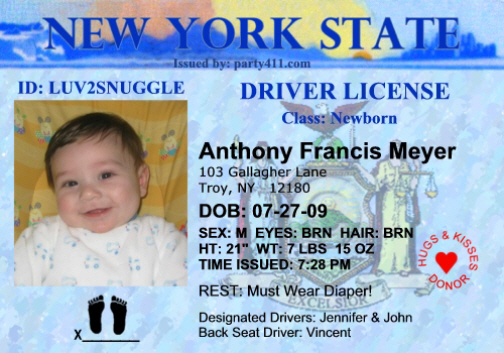 NEW YORK STATE
Issued by: party411.com
ID: LUV2SNUGGLE
DRIVER LICENSE
Class: Newborn
Anthony Francis Meyer
103 Gallagher Lane
Troy, NY 12180
DOB: 07-27-09
SEX: M EYES: BRN HAIR: BRN
HT: 21" WT: 7 LBS 15 OZ
TIME ISSUED: 7:28 PM
HUGS & KISSES
DONOR
REST: Must Wear Diaper!
EXCELSIOR
Designated Drivers: Jennifer & John
Back Seat Driver: Vincent
X________